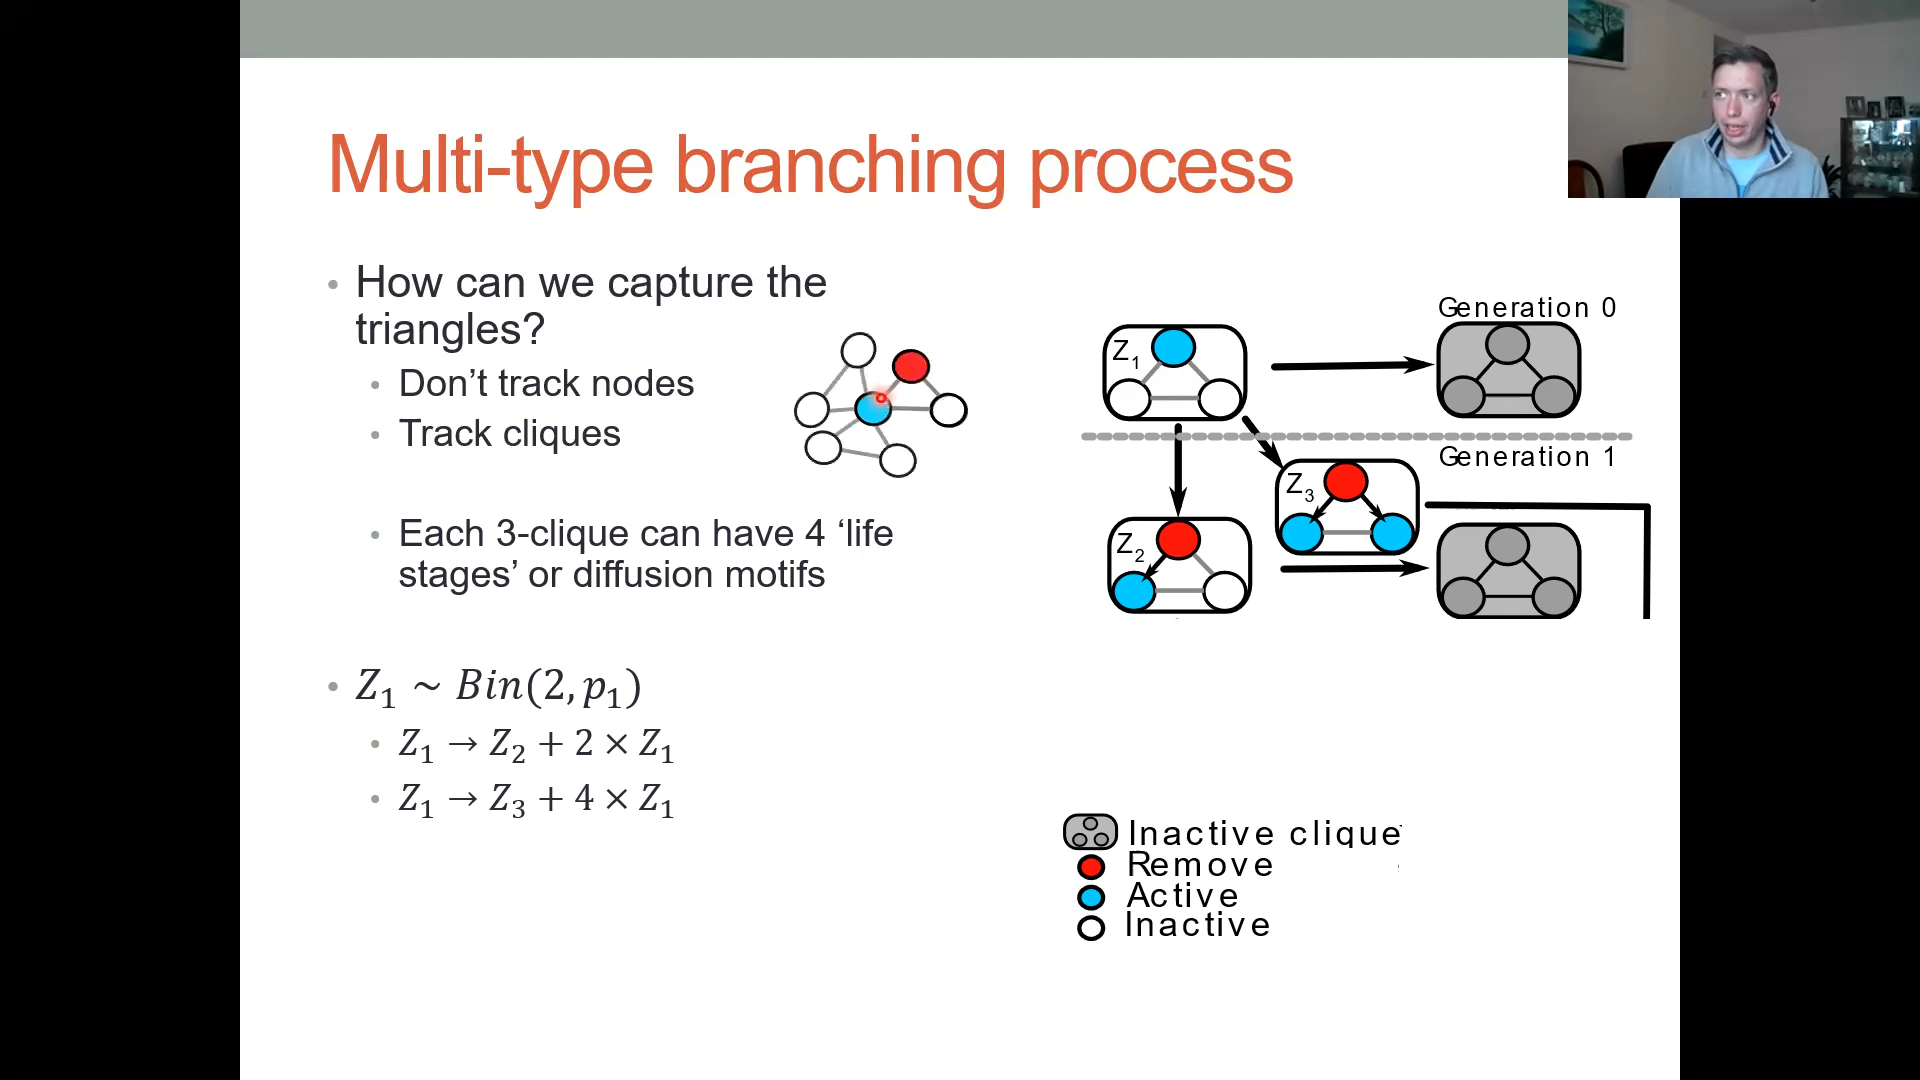 Multi-type branching process
• How can we capture the
triangles?
• Don’t track nodes
• Track cliques
• Each 3-clique can have 4 ‘life
stages’ or diffusion motifs
• Z₁ ~ Bin(2, p₁)
• Z₁ → Z₂ + 2 × Z₁
• Z₁ → Z₃ + 4 × Z₁
Generation 0
Z₁
Generation 1
Z₃
Z₂
Inactive clique
Remove
Active
Inactive